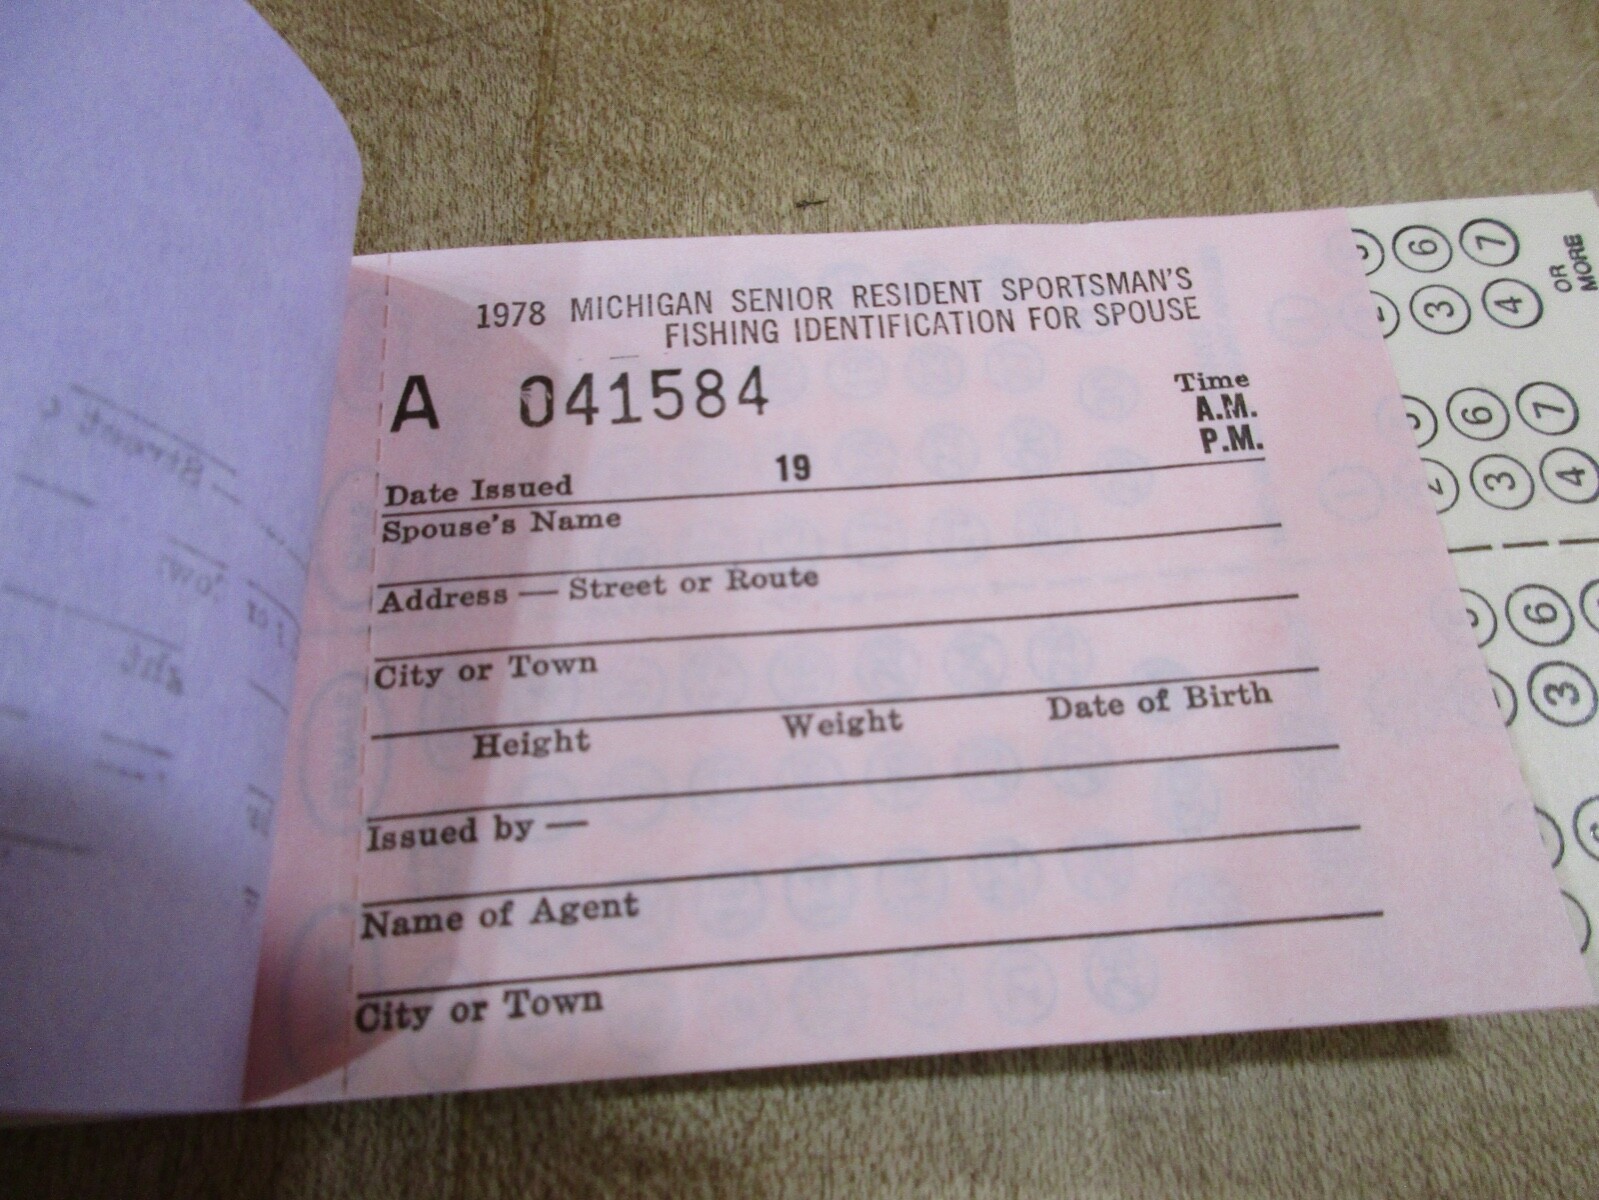 1978 MICHIGAN SENIOR RESIDENT SPORTSMAN'S
FISHING IDENTIFICATION FOR SPOUSE
A 041584
Time
A.M.
P.M.
Date Issued 19
Spouse's Name
Address — Street or Route
City or Town
Height Weight Date of Birth
Issued by —
Name of Agent
City or Town
6 7
3 4
OR
MORE
6 7
3 4
6
3